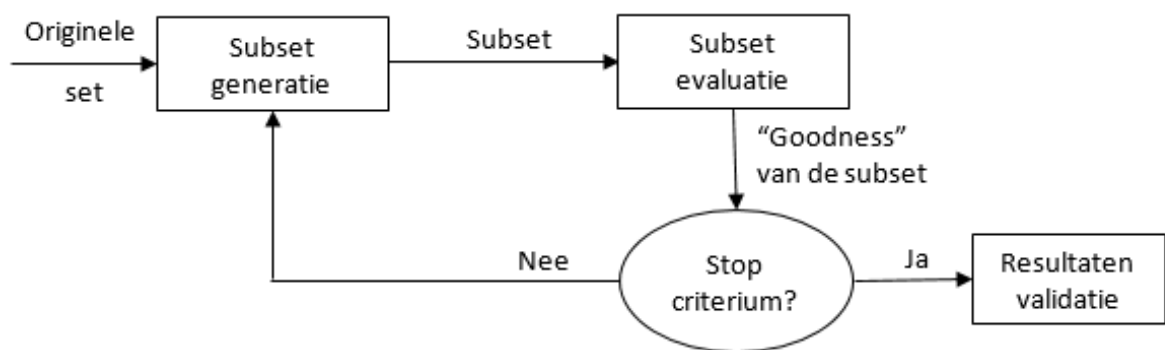 Originele
set
Subset
generatie
Subset
Subset
evaluatie
“Goodness”
van de subset
Nee
Stop
criterium?
Ja
Resultaten
validatie